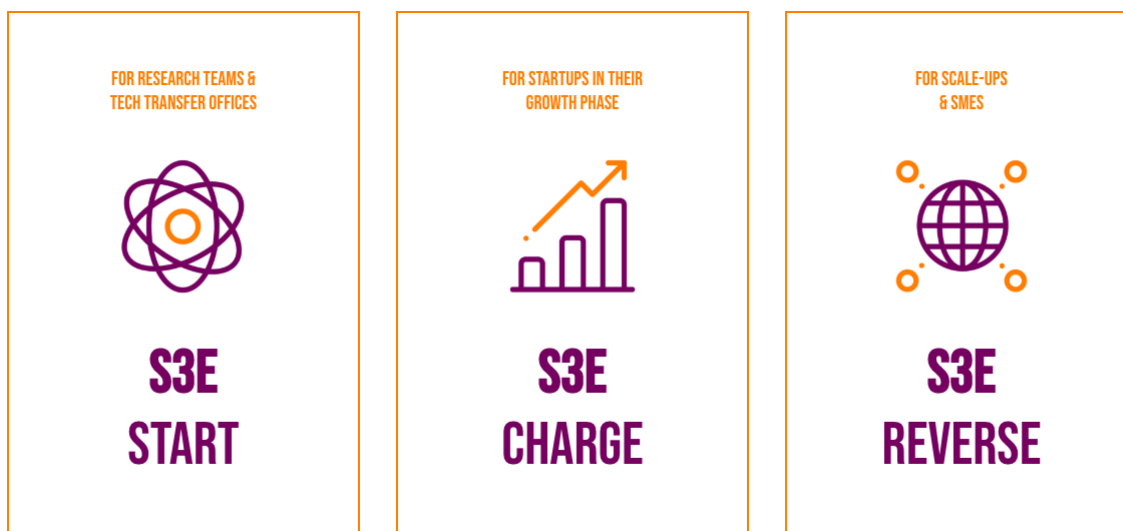 FOR RESEARCH TEAMS &
TECH TRANSFER OFFICES
S3E
START
FOR STARTUPS IN THEIR
GROWTH PHASE
S3E
CHARGE
FOR SCALE-UPS
& SMES
S3E
REVERSE